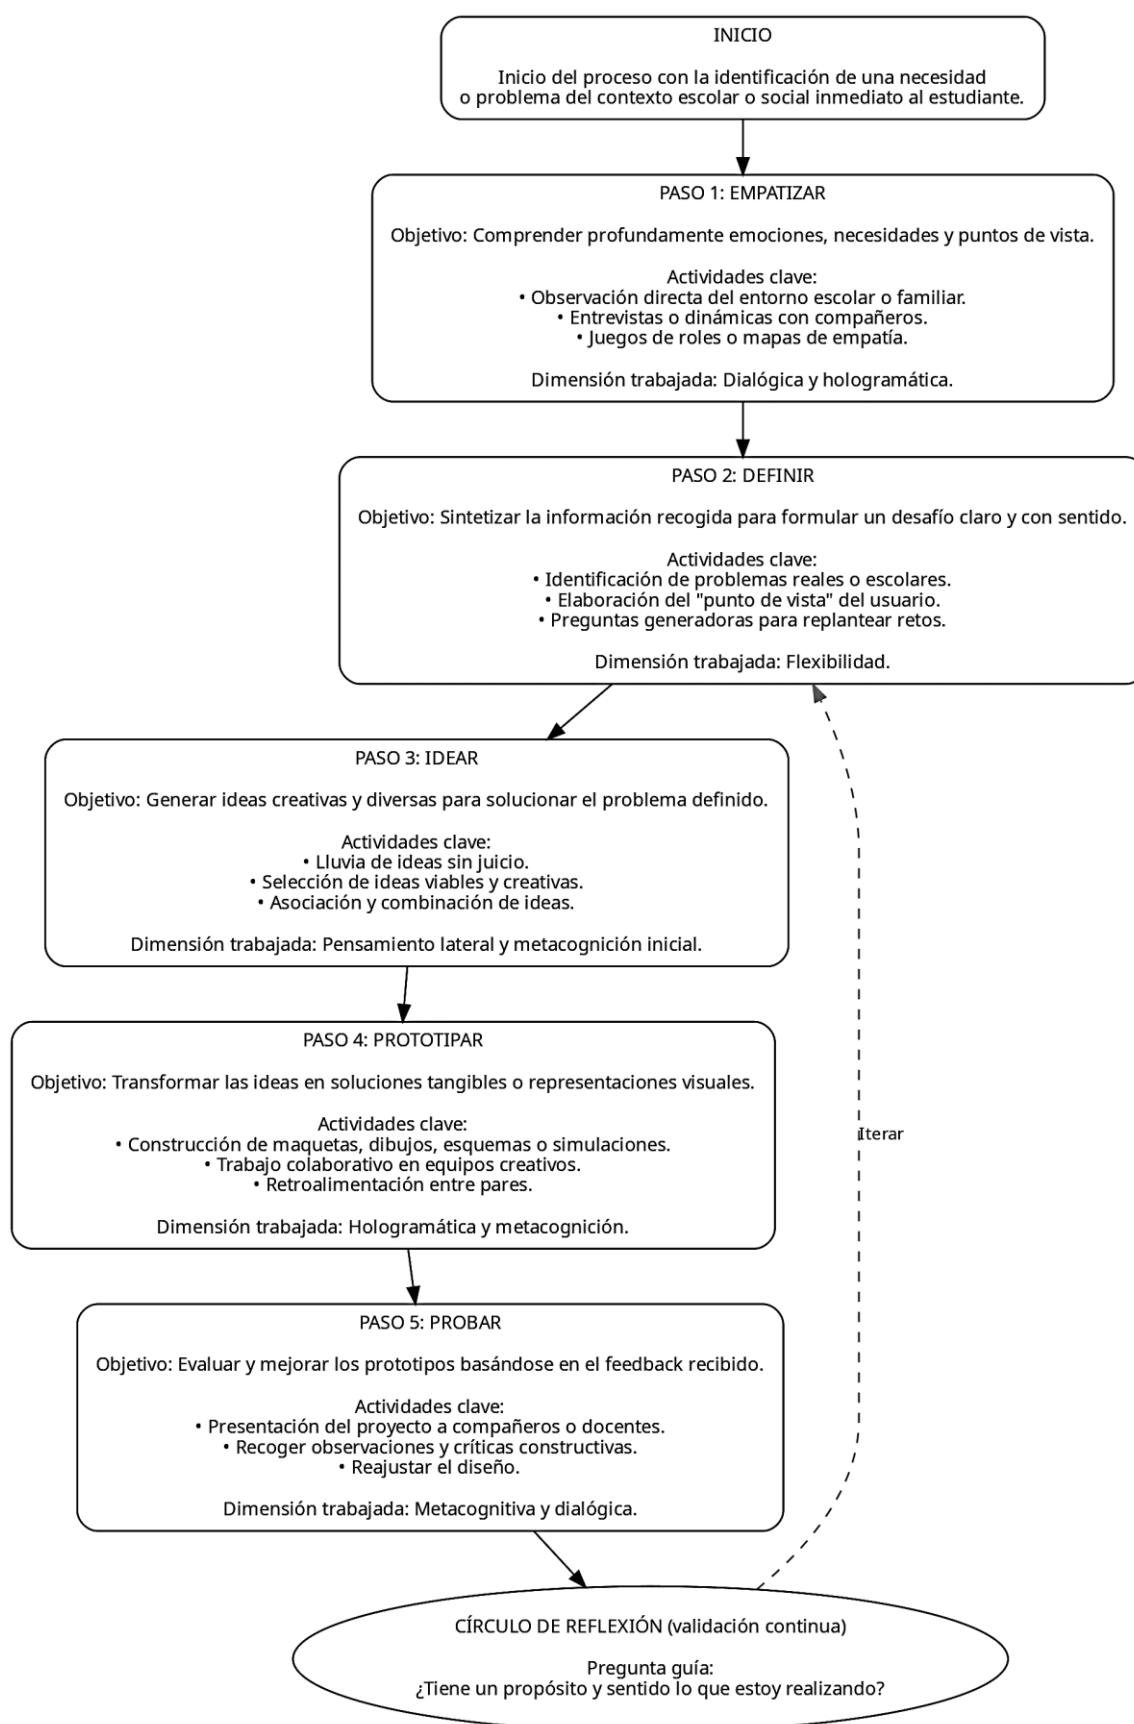 INICIO
Inicio del proceso con la identificación de una necesidad
o problema del contexto escolar o social inmediato al estudiante.
PASO 1: EMPATIZAR
Objetivo: Comprender profundamente emociones, necesidades y puntos de vista.
Actividades clave:
• Observación directa del entorno escolar o familiar.
• Entrevistas o dinámicas con compañeros.
• Juegos de roles o mapas de empatía.
Dimensión trabajada: Dialógica y hologramática.
PASO 2: DEFINIR
Objetivo: Sintetizar la información recogida para formular un desafío claro y con sentido.
Actividades clave:
• Identificación de problemas reales o escolares.
• Elaboración del "punto de vista" del usuario.
• Preguntas generadoras para replantear retos.
Dimensión trabajada: Flexibilidad.
PASO 3: IDEAR
Objetivo: Generar ideas creativas y diversas para solucionar el problema definido.
Actividades clave:
• Lluvia de ideas sin juicio.
• Selección de ideas viables y creativas.
• Asociación y combinación de ideas.
Dimensión trabajada: Pensamiento lateral y metacognición inicial.
PASO 4: PROTOTIPAR
Objetivo: Transformar las ideas en soluciones tangibles o representaciones visuales.
Actividades clave:
• Construcción de maquetas, dibujos, esquemas o simulaciones.
• Trabajo colaborativo en equipos creativos.
• Retroalimentación entre pares.
Dimensión trabajada: Hologramática y metacognición.
Iterar
PASO 5: PROBAR
Objetivo: Evaluar y mejorar los prototipos basándose en el feedback recibido.
Actividades clave:
• Presentación del proyecto a compañeros o docentes.
• Recoger observaciones y críticas constructivas.
• Reajustar el diseño.
Dimensión trabajada: Metacognitiva y dialógica.
CÍRCULO DE REFLEXIÓN (validación continua)
Pregunta guía:
¿Tiene un propósito y sentido lo que estoy realizando?